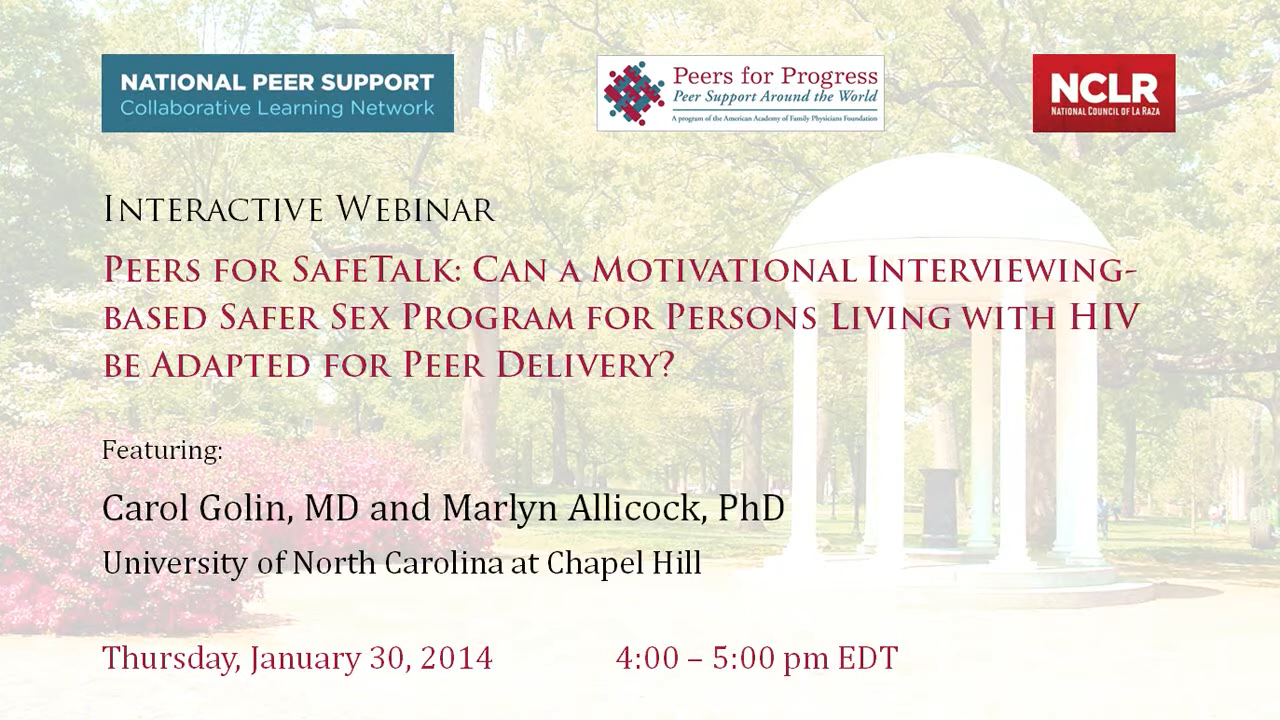 NATIONAL PEER SUPPORT
Collaborative Learning Network
Peers for Progress
Peer Support Around the World
A program of the American Academy of Family Physicians Foundation
NCLR
NATIONAL COUNCIL OF LA RAZA
INTERACTIVE WEBINAR
PEERS FOR SAFETALK: CAN A MOTIVATIONAL INTERVIEWING-
BASED SAFER SEX PROGRAM FOR PERSONS LIVING WITH HIV
BE ADAPTED FOR PEER DELIVERY?
Featuring:
Carol Golin, MD and Marlyn Allicock, PhD
University of North Carolina at Chapel Hill
Thursday, January 30, 2014 4:00 – 5:00 pm EDT